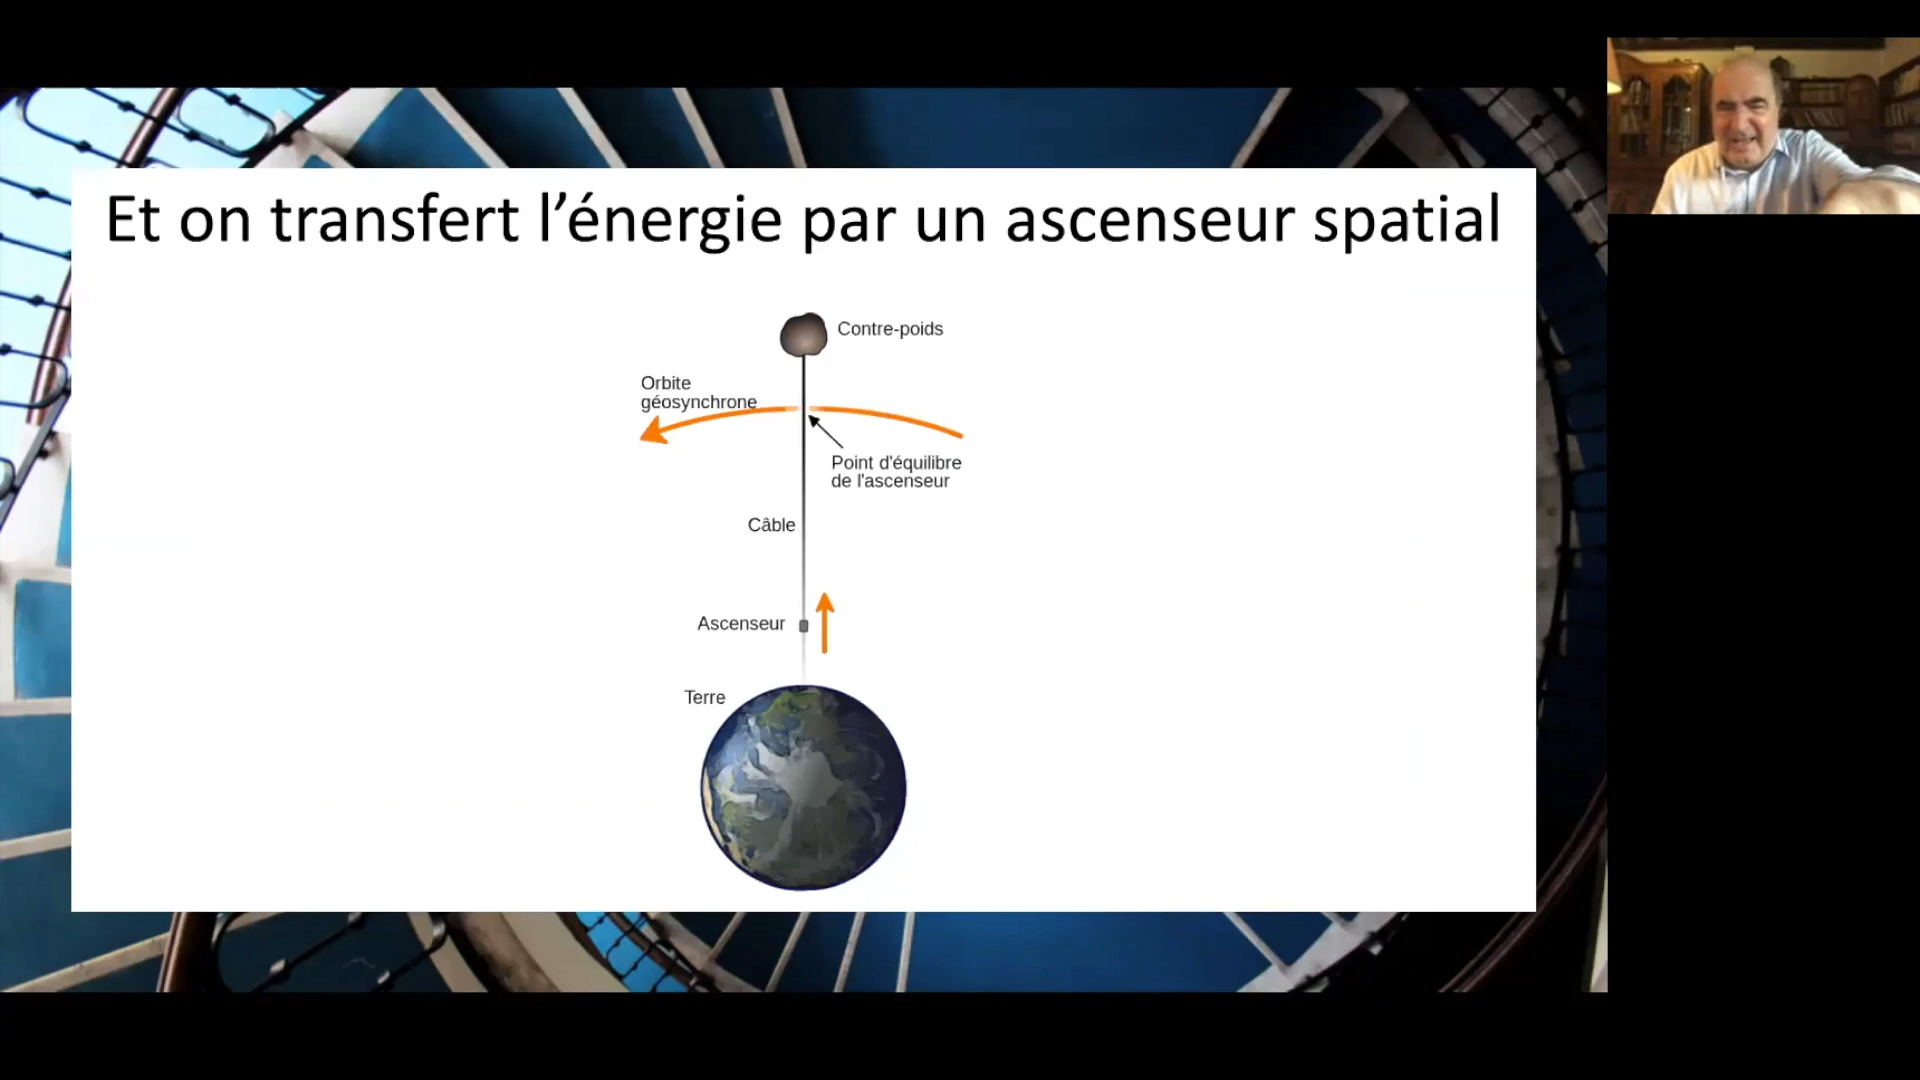 Et on transfert l’énergie par un ascenseur spatial
Contre-poids
Orbite
géosynchrone
Point d'équilibre
de l'ascenseur
Câble
Ascenseur
Terre